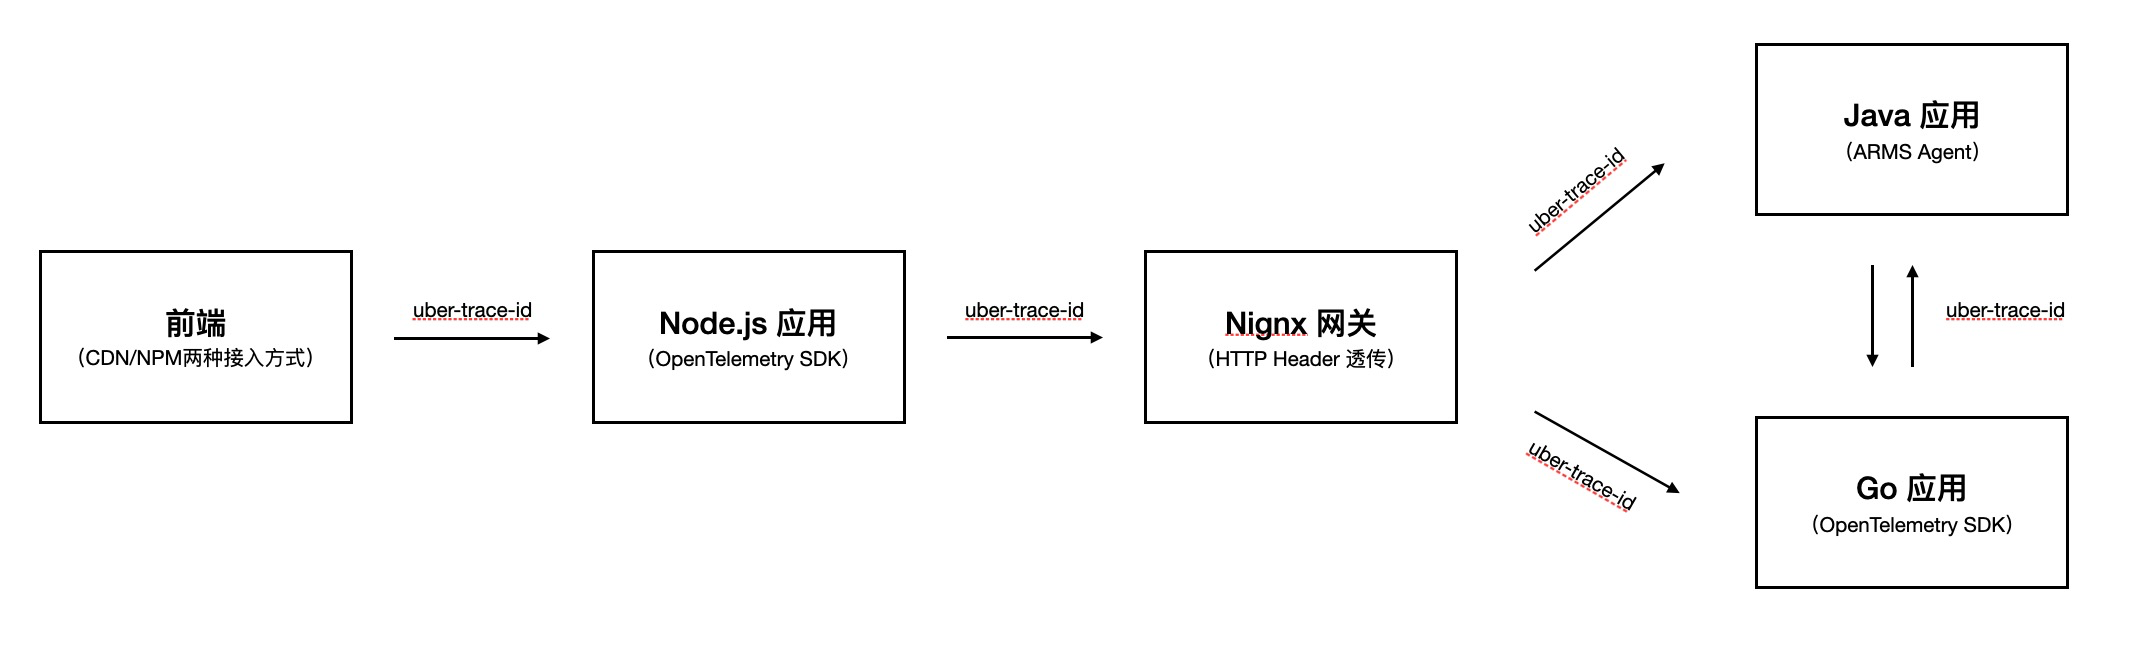 前端
（CDN/NPM两种接入方式）
uber-trace-id
Node.js 应用
（OpenTelemetry SDK）
uber-trace-id
Nignx 网关
（HTTP Header 透传）
uber-trace-id
uber-trace-id
Java 应用
（ARMS Agent）
uber-trace-id
Go 应用
（OpenTelemetry SDK）